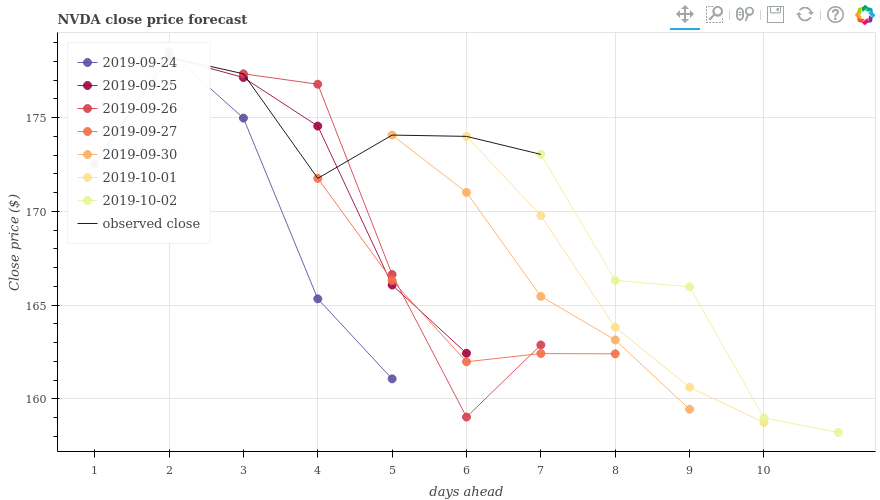 NVDA close price forecast
2019-09-24
2019-09-25
2019-09-26
2019-09-27
2019-09-30
2019-10-01
2019-10-02
observed close
Close price ($)
175
170
165
160
1 2 3 4 5 6 7 8 9 10
days ahead